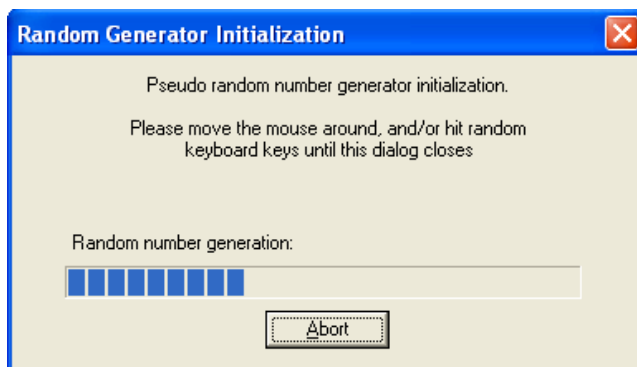 Random Generator Initialization
Pseudo random number generator initialization.
Please move the mouse around, and/or hit random
keyboard keys until this dialog closes
Random number generation:
Abort